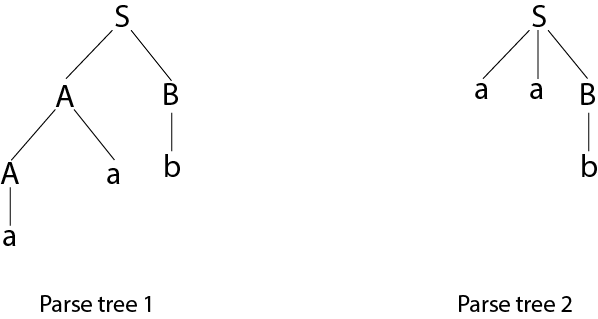 S S
A B a a B
A a b b
a
Parse tree 1 Parse tree 2